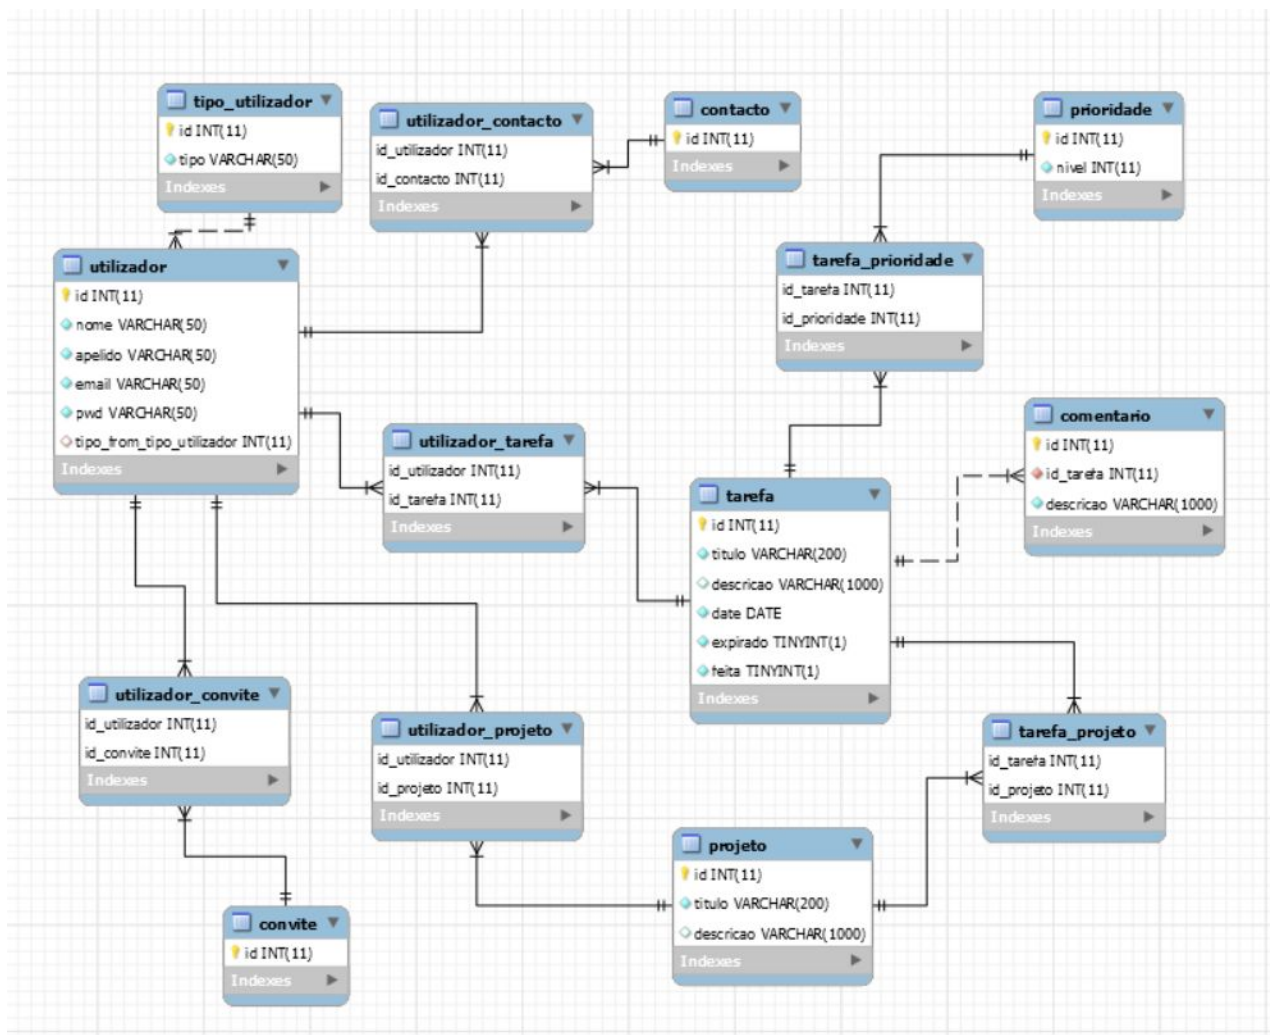 tipo_utilizador
id INT(11)
tipo VARCHAR(50)
Indexes
utilizador_contacto
id_utilizador INT(11)
id_contacto INT(11)
Indexes
contacto
id INT(11)
Indexes
prioridade
id INT(11)
nivel INT(11)
Indexes
utilizador
id INT(11)
nome VARCHAR(50)
apelido VARCHAR(50)
email VARCHAR(50)
pwd VARCHAR(50)
tipo_from_tipo_utilizador INT(11)
Indexes
tarefa_prioridade
id_tarefa INT(11)
id_prioridade INT(11)
Indexes
utilizador_tarefa
id_utilizador INT(11)
id_tarefa INT(11)
Indexes
comentario
id INT(11)
id_tarefa INT(11)
descricao VARCHAR(1000)
Indexes
tarefa
id INT(11)
titulo VARCHAR(200)
descricao VARCHAR(1000)
date DATE
expirado TINYINT(1)
feita TINYINT(1)
Indexes
utilizador_convite
id_utilizador INT(11)
id_convite INT(11)
Indexes
utilizador_projeto
id_utilizador INT(11)
id_projeto INT(11)
Indexes
tarefa_projeto
id_tarefa INT(11)
id_projeto INT(11)
Indexes
projeto
id INT(11)
titulo VARCHAR(200)
descricao VARCHAR(1000)
Indexes
convite
id INT(11)
Indexes